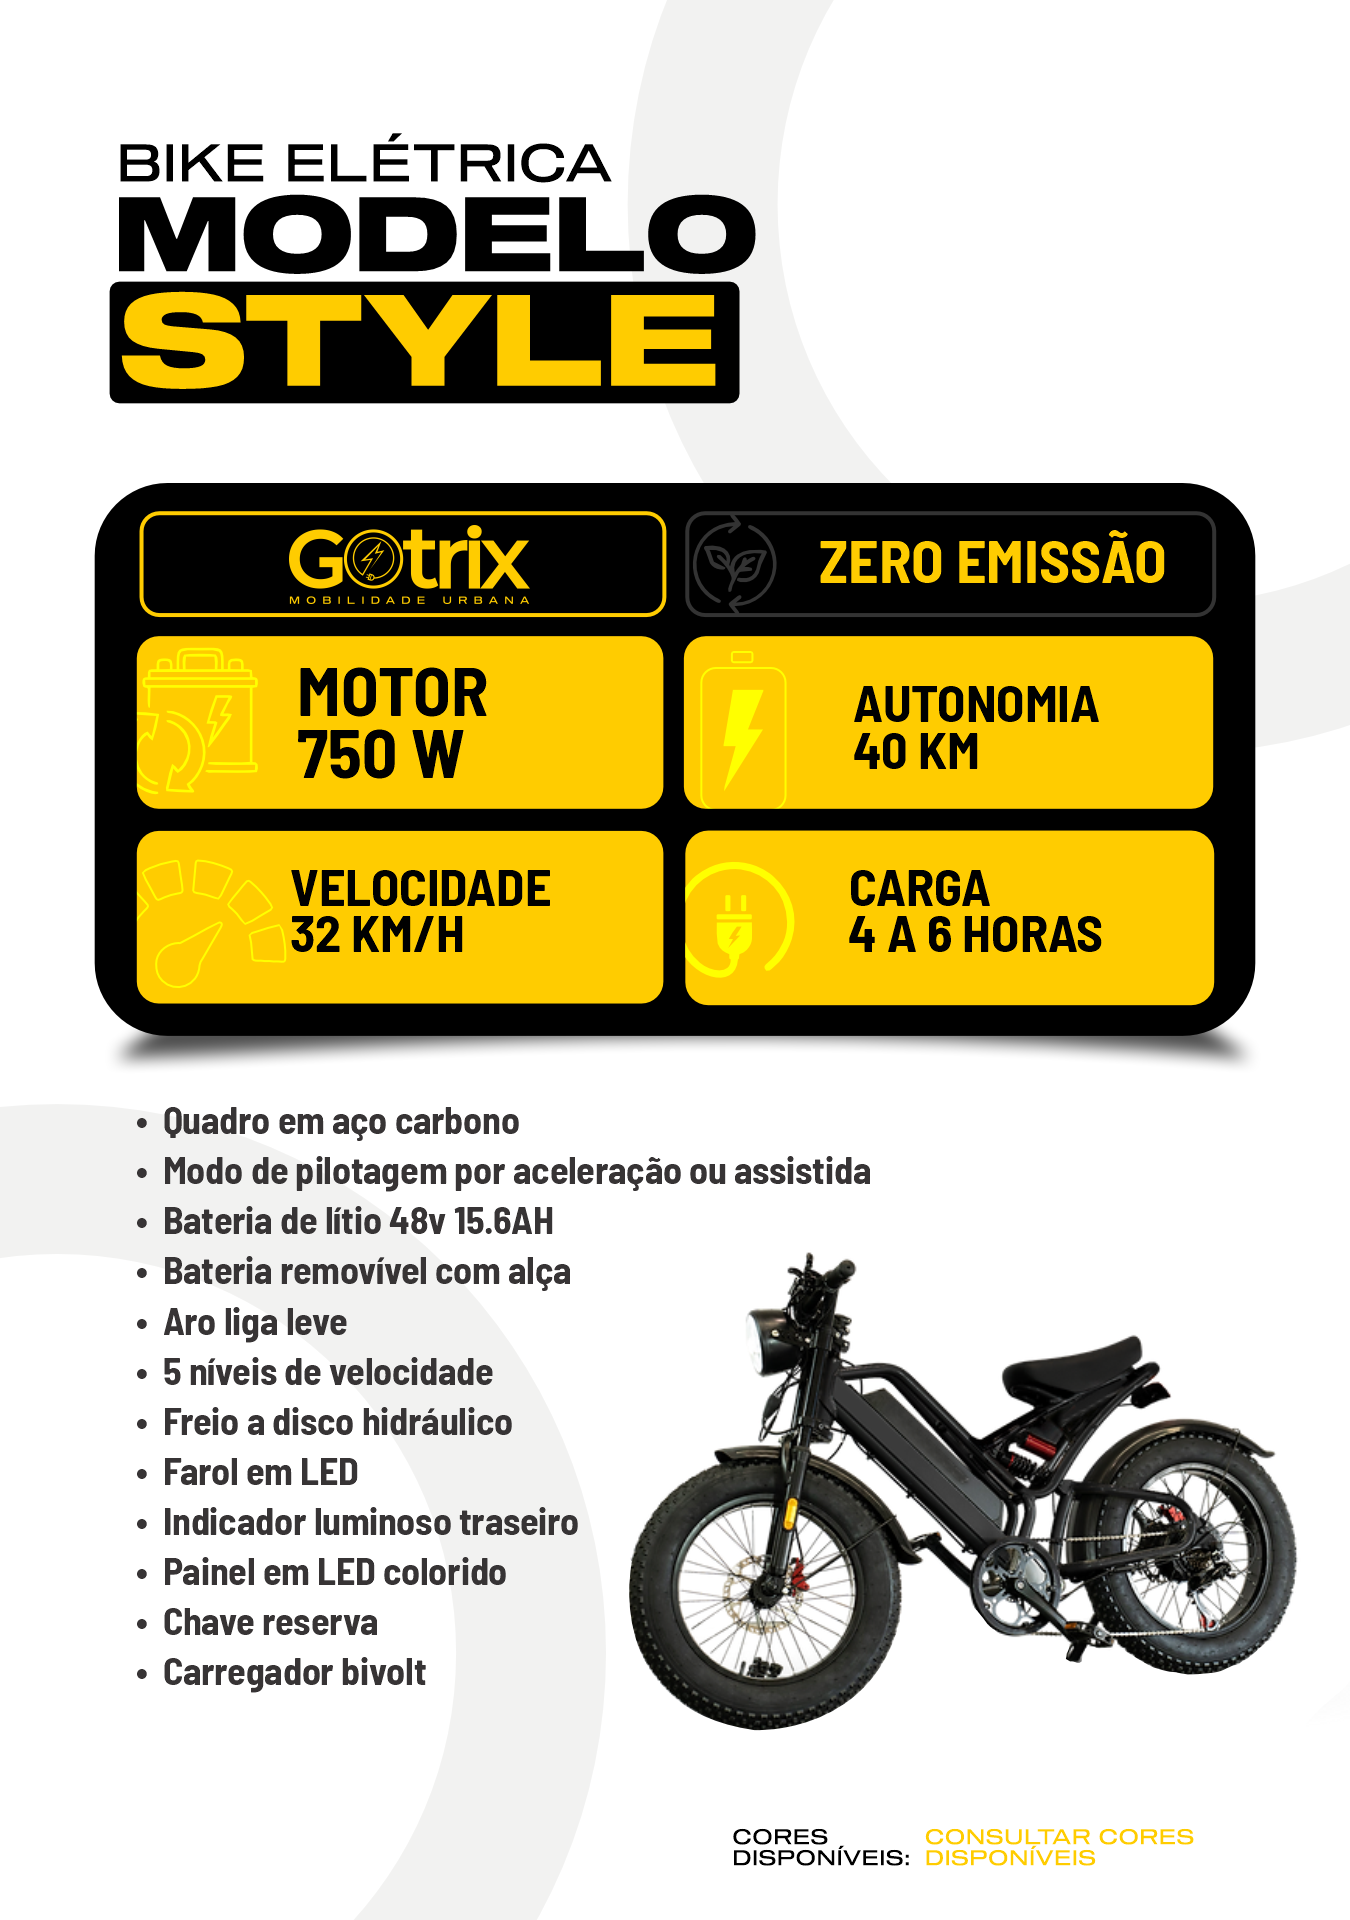 BIKE ELÉTRICA
MODELO
STYLE
GOtrix
MOBILIDADE URBANA
ZERO EMISSÃO
MOTOR
750 W
AUTONOMIA
40 KM
VELOCIDADE
32 KM/H
CARGA
4 A 6 HORAS
• Quadro em aço carbono
• Modo de pilotagem por aceleração ou assistida
• Bateria de lítio 48v 15.6AH
• Bateria removível com alça
• Aro liga leve
• 5 níveis de velocidade
• Freio a disco hidráulico
• Farol em LED
• Indicador luminoso traseiro
• Painel em LED colorido
• Chave reserva
• Carregador bivolt
CORES
DISPONÍVEIS:
CONSULTAR CORES
DISPONÍVEIS